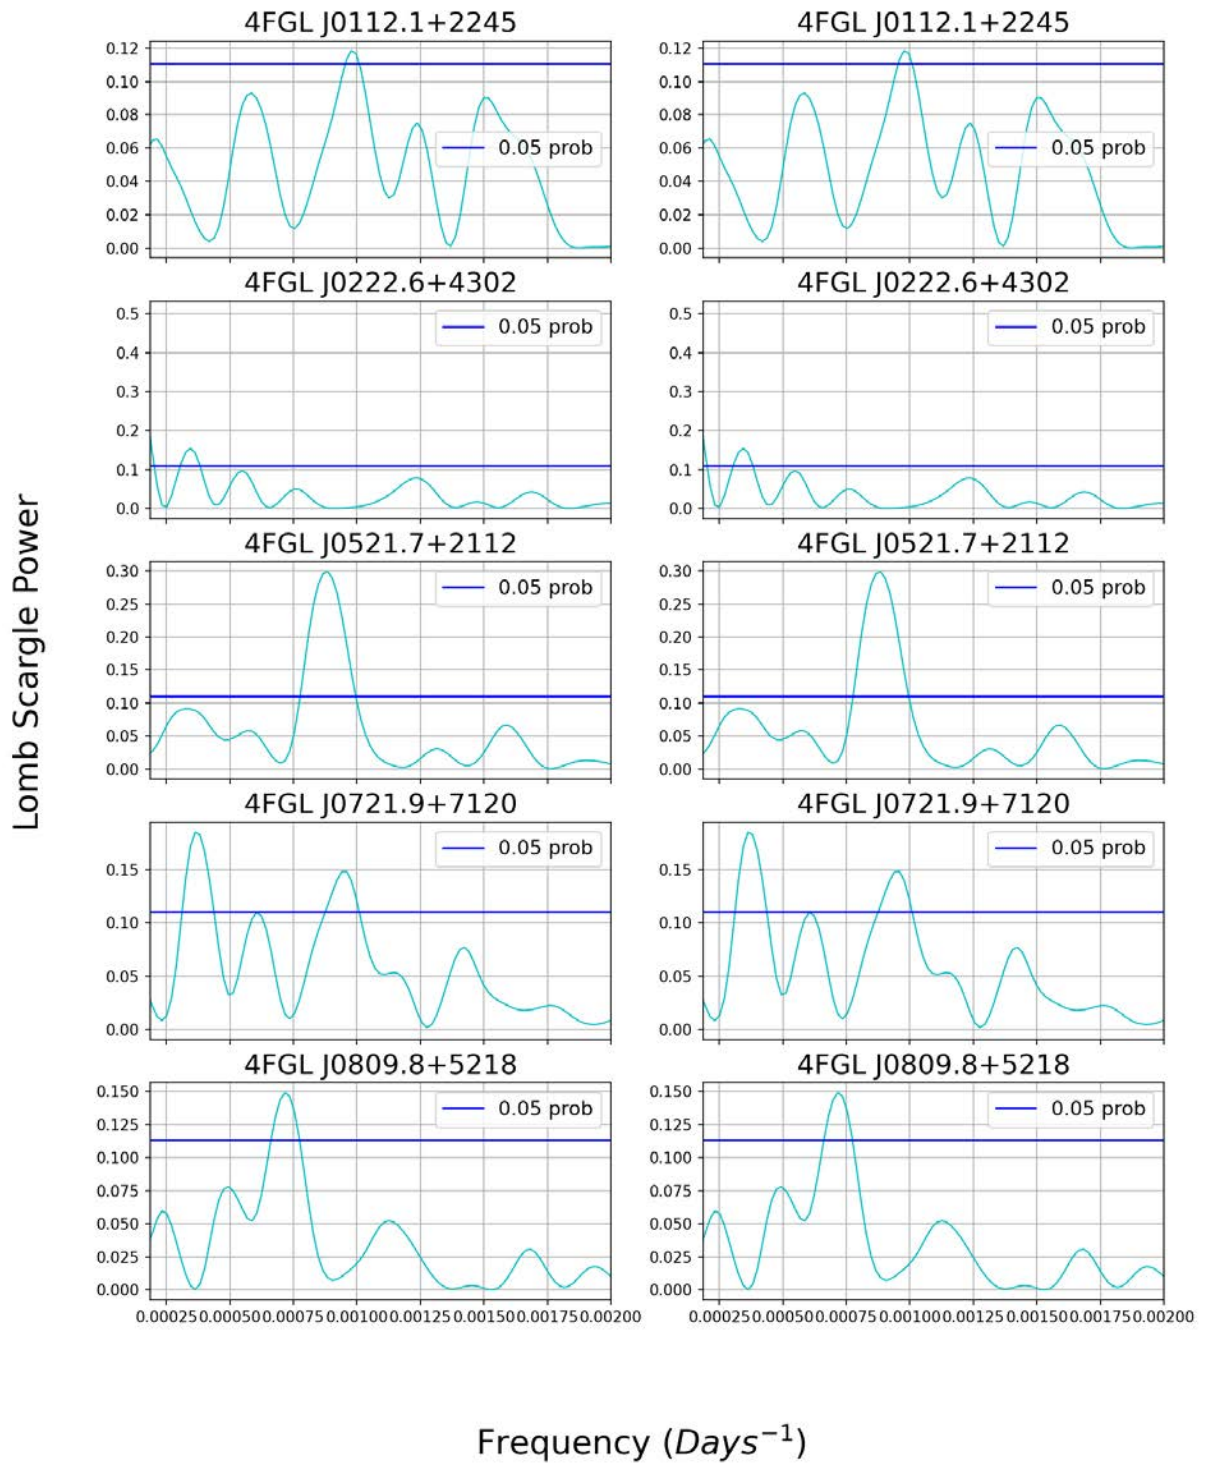 4FGL J0112.1+2245
0.12
0.10
0.08
0.06
0.04
0.02
0.00
0.05 prob
4FGL J0112.1+2245
0.12
0.10
0.08
0.06
0.04
0.02
0.00
0.05 prob
4FGL J0222.6+4302
0.5
0.4
0.3
0.2
0.1
0.0
0.05 prob
4FGL J0222.6+4302
0.5
0.4
0.3
0.2
0.1
0.0
0.05 prob
Lomb Scargle Power
4FGL J0521.7+2112
0.30
0.25
0.20
0.15
0.10
0.05
0.00
0.05 prob
4FGL J0521.7+2112
0.30
0.25
0.20
0.15
0.10
0.05
0.00
0.05 prob
4FGL J0721.9+7120
0.15
0.10
0.05
0.00
0.05 prob
4FGL J0721.9+7120
0.15
0.10
0.05
0.00
0.05 prob
4FGL J0809.8+5218
0.150
0.125
0.100
0.075
0.050
0.025
0.000
0.05 prob
0.00025 0.00050 0.00075 0.00100 0.00125 0.00150 0.00175 0.00200
4FGL J0809.8+5218
0.150
0.125
0.100
0.075
0.050
0.025
0.000
0.05 prob
0.00025 0.00050 0.00075 0.00100 0.00125 0.00150 0.00175 0.00200
Frequency (Days⁻¹)